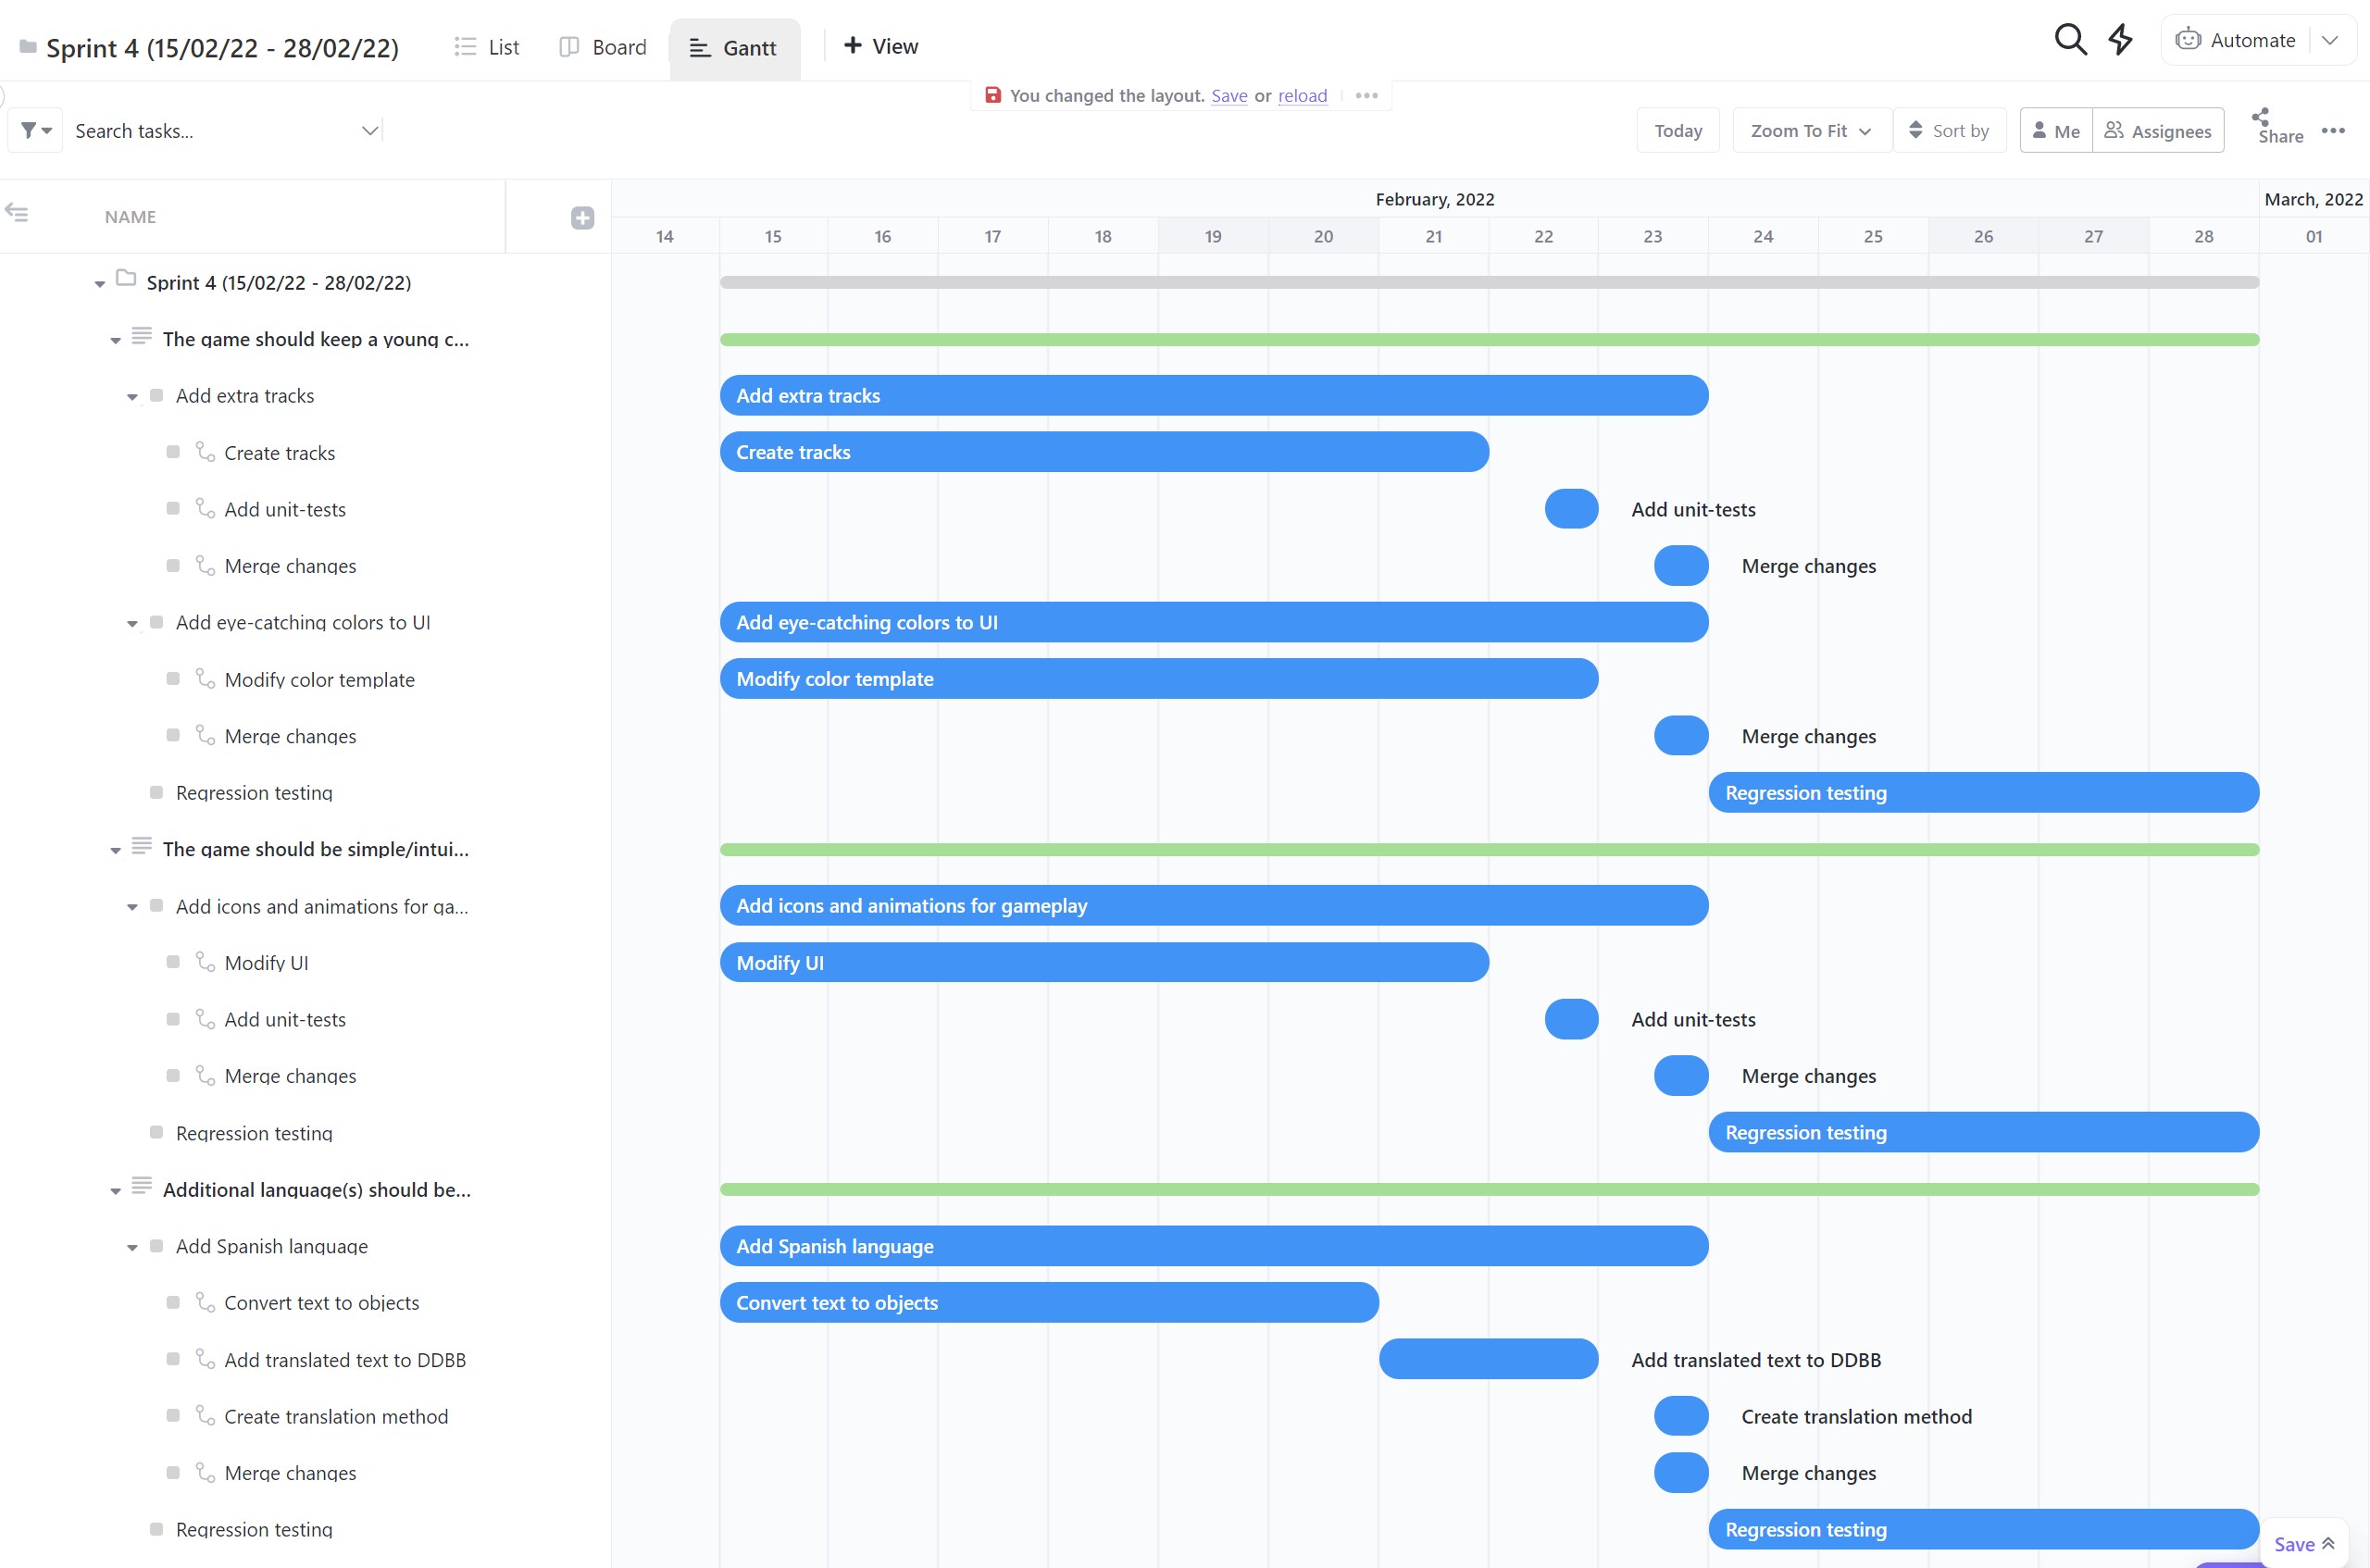 Sprint 4 (15/02/22 - 28/02/22) List Board Gantt + View Automate
You changed the layout. Save or reload
Search tasks... Today Zoom To Fit Sort by Me Assignees Share
NAME February, 2022 March, 2022
14 15 16 17 18 19 20 21 22 23 24 25 26 27 28 01
Sprint 4 (15/02/22 - 28/02/22)
The game should keep a young c...
Add extra tracks Add extra tracks
Create tracks Create tracks
Add unit-tests Add unit-tests
Merge changes Merge changes
Add eye-catching colors to UI Add eye-catching colors to UI
Modify color template Modify color template
Merge changes Merge changes
Regression testing Regression testing
The game should be simple/intui...
Add icons and animations for ga... Add icons and animations for gameplay
Modify UI Modify UI
Add unit-tests Add unit-tests
Merge changes Merge changes
Regression testing Regression testing
Additional language(s) should be...
Add Spanish language Add Spanish language
Convert text to objects Convert text to objects
Add translated text to DDBB Add translated text to DDBB
Create translation method Create translation method
Merge changes Merge changes
Regression testing Regression testing
Save